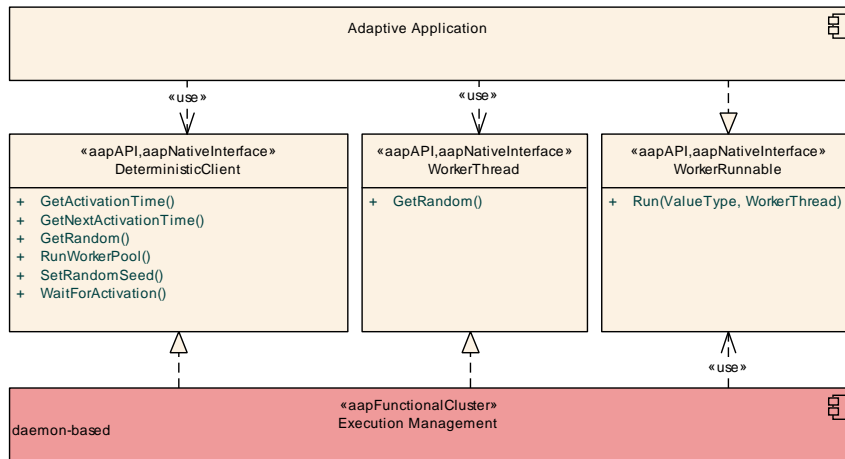 Adaptive Application
«use»
«use»
«aapAPI,aapNativeInterface»
DeterministicClient
+ GetActivationTime()
+ GetNextActivationTime()
+ GetRandom()
+ RunWorkerPool()
+ SetRandomSeed()
+ WaitForActivation()
«aapAPI,aapNativeInterface»
WorkerThread
+ GetRandom()
«aapAPI,aapNativeInterface»
WorkerRunnable
+ Run(ValueType, WorkerThread)
«use»
«aapFunctionalCluster»
Execution Management
daemon-based